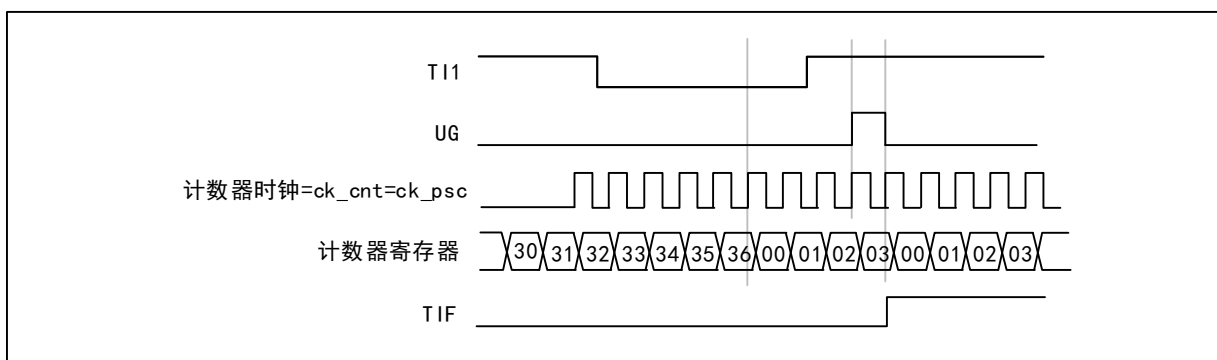 TI1
UG
计数器时钟=ck_cnt=ck_psc
计数器寄存器 30 31 32 33 34 35 36 00 01 02 03 00 01 02 03
TIF